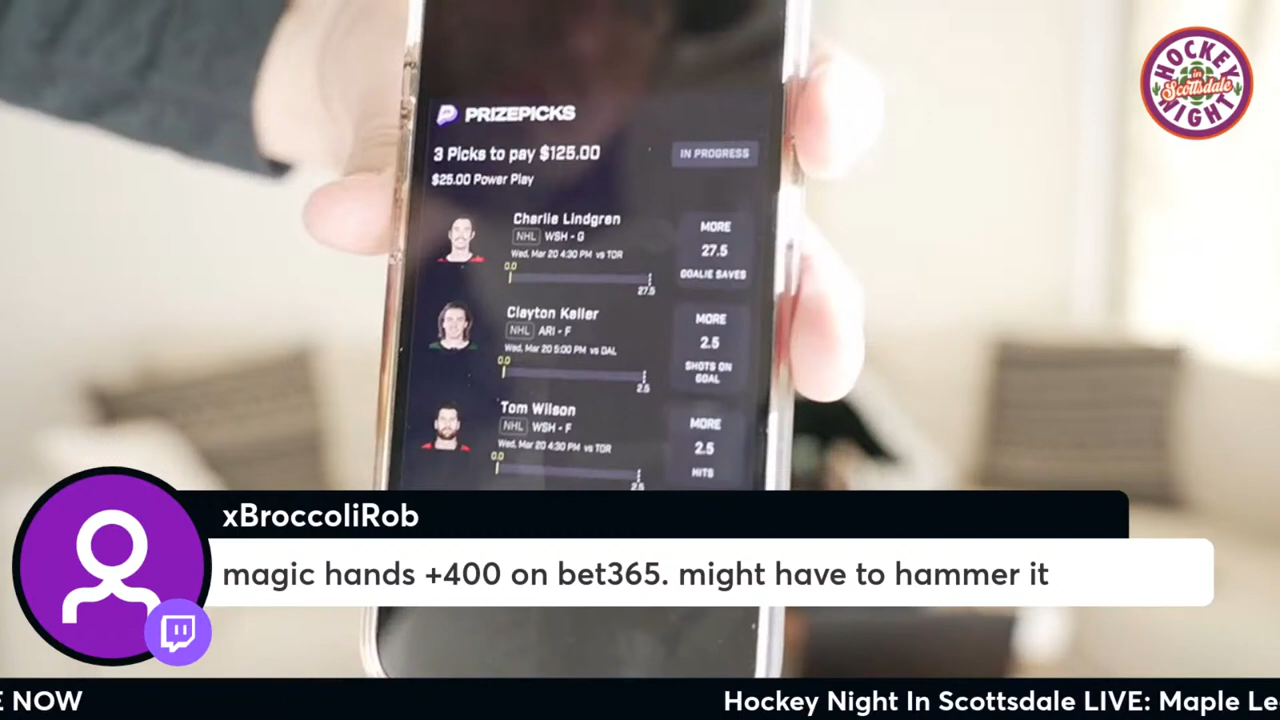 HOCKEY
in
Scottsdale
NIGHT
PRIZEPICKS
3 Picks to pay $125.00
IN PROGRESS
$25.00 Power Play
Charlie Lindgren
NHL WSH - G
Wed, Mar 20 4:30 PM vs TOR
0.0
27.5
MORE
27.5
GOALIE SAVES
Clayton Keller
NHL ARI - F
Wed, Mar 20 5:00 PM vs DAL
0.0
2.5
MORE
2.5
SHOTS ON
GOAL
Tom Wilson
NHL WSH - F
Wed, Mar 20 4:30 PM vs TOR
0.0
2.5
MORE
2.5
HITS
xBroccoliRob
magic hands +400 on bet365. might have to hammer it
E NOW
Hockey Night In Scottsdale LIVE: Maple Le